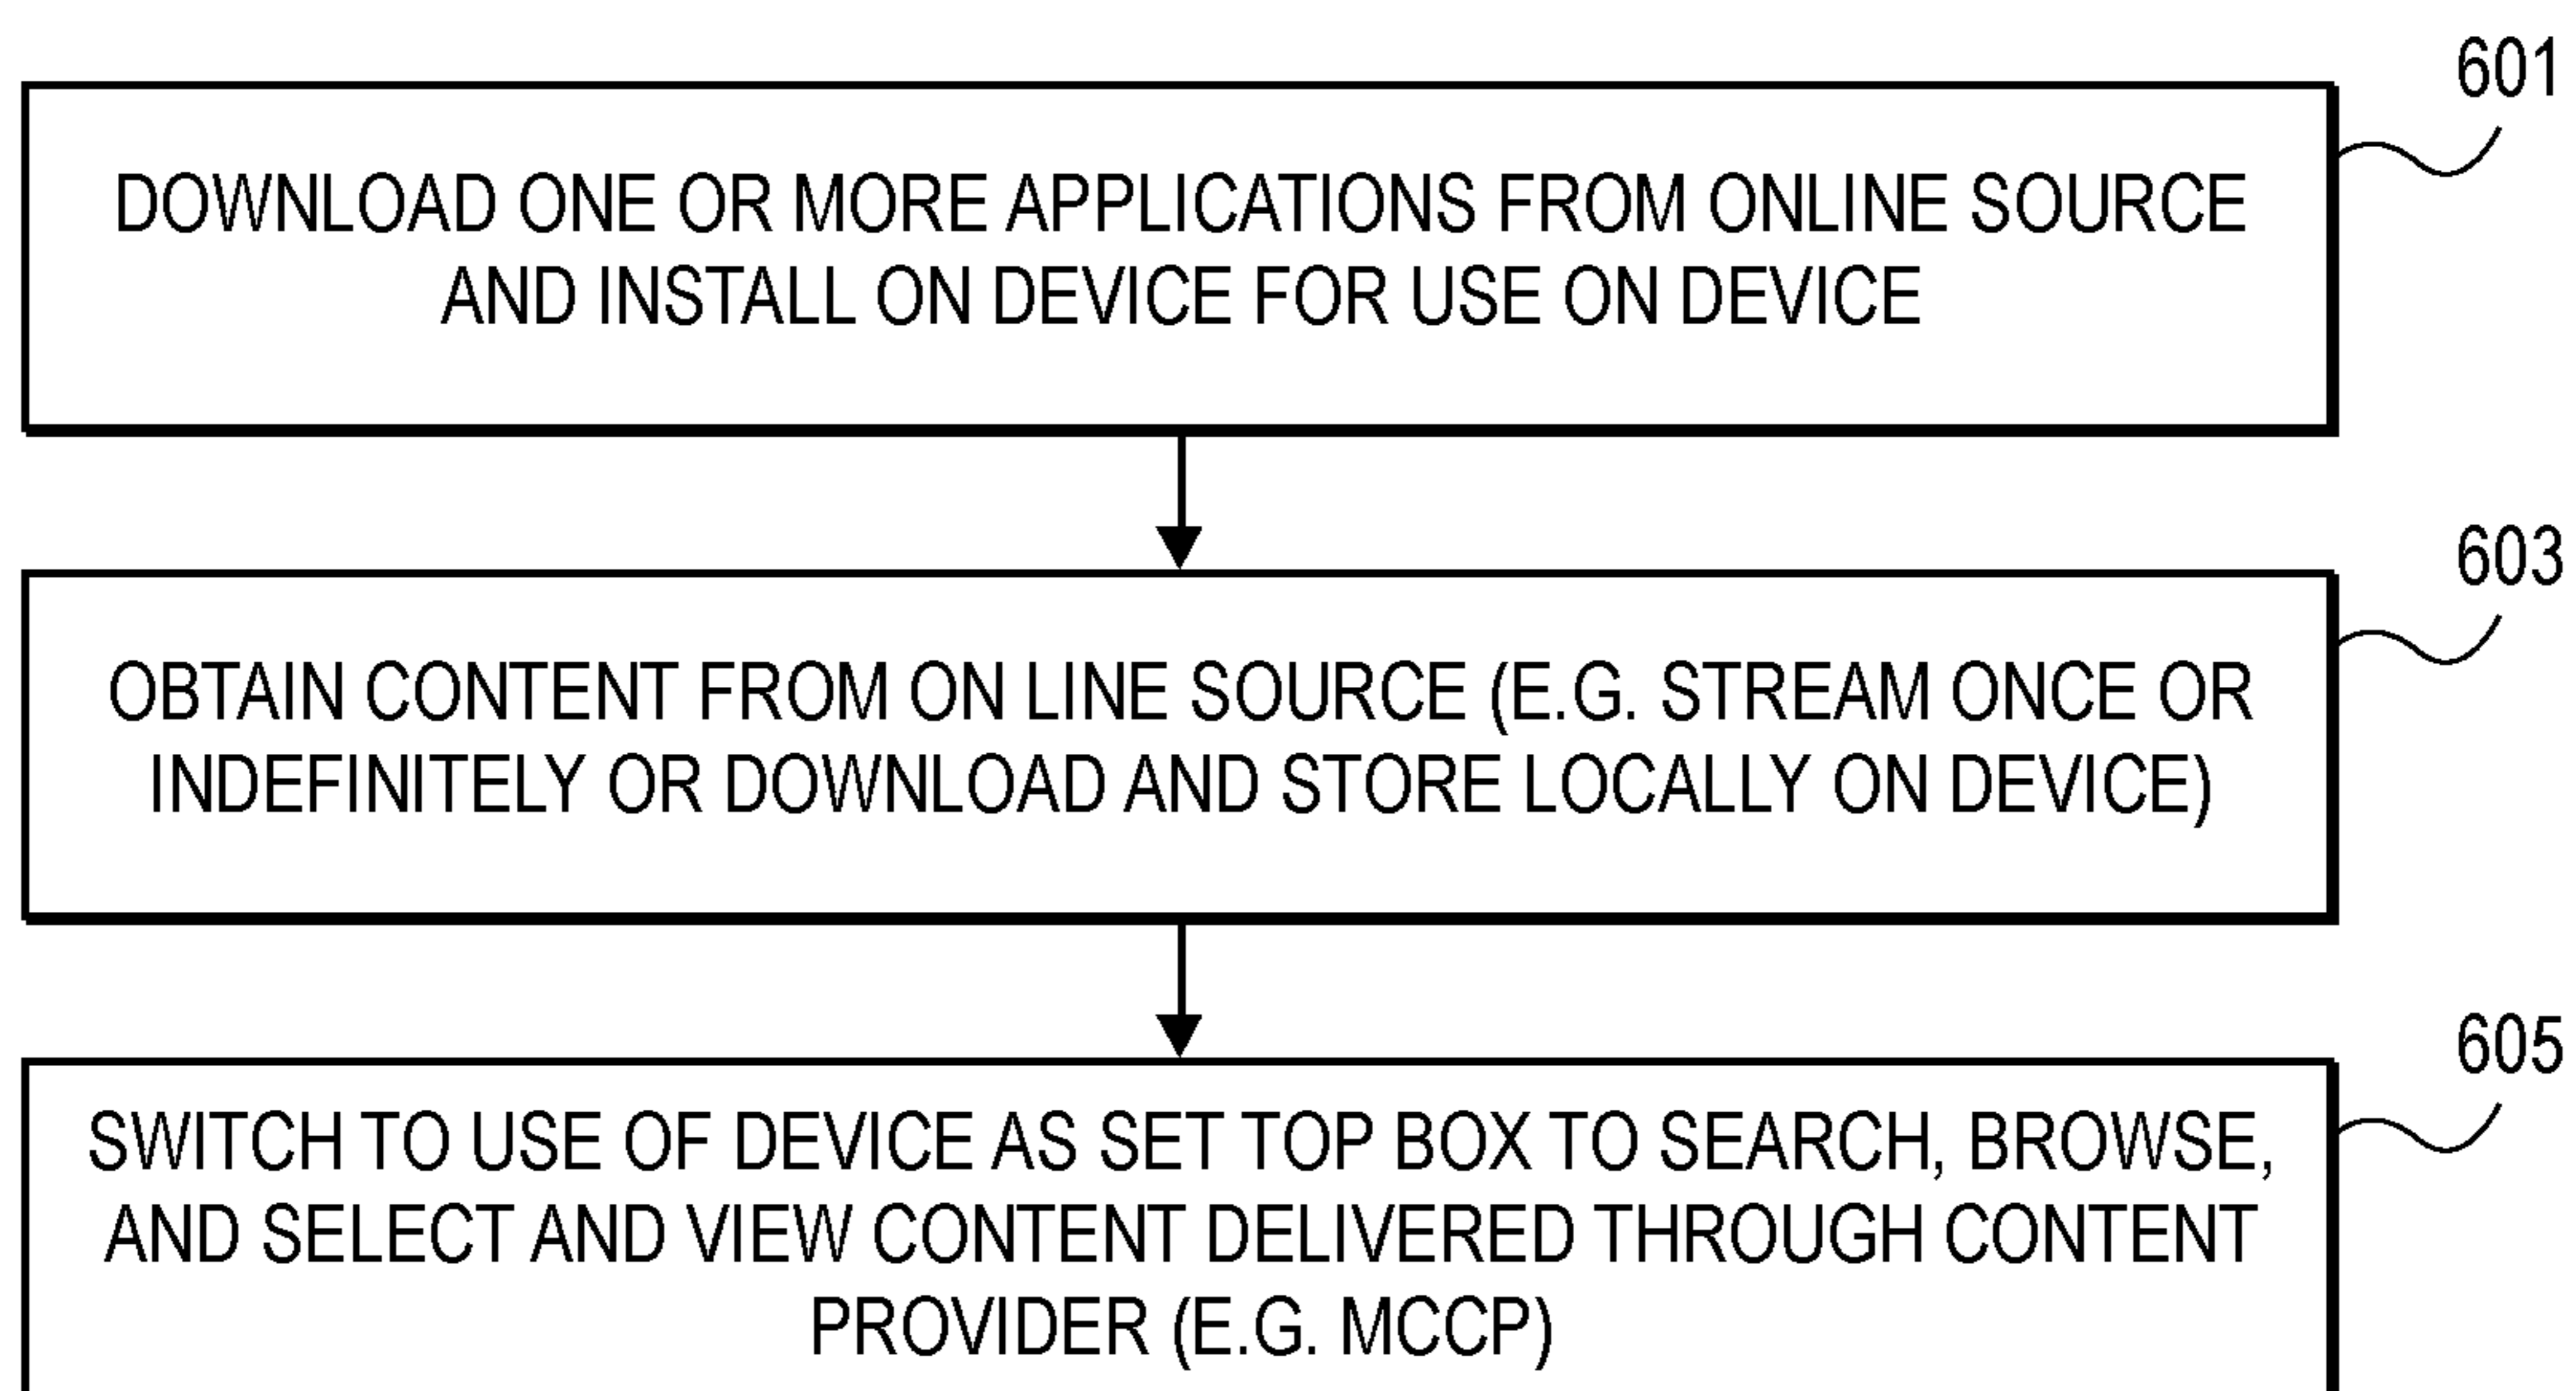 601
DOWNLOAD ONE OR MORE APPLICATIONS FROM ONLINE SOURCE
AND INSTALL ON DEVICE FOR USE ON DEVICE
603
OBTAIN CONTENT FROM ON LINE SOURCE (E.G. STREAM ONCE OR
INDEFINITELY OR DOWNLOAD AND STORE LOCALLY ON DEVICE)
605
SWITCH TO USE OF DEVICE AS SET TOP BOX TO SEARCH, BROWSE,
AND SELECT AND VIEW CONTENT DELIVERED THROUGH CONTENT
PROVIDER (E.G. MCCP)